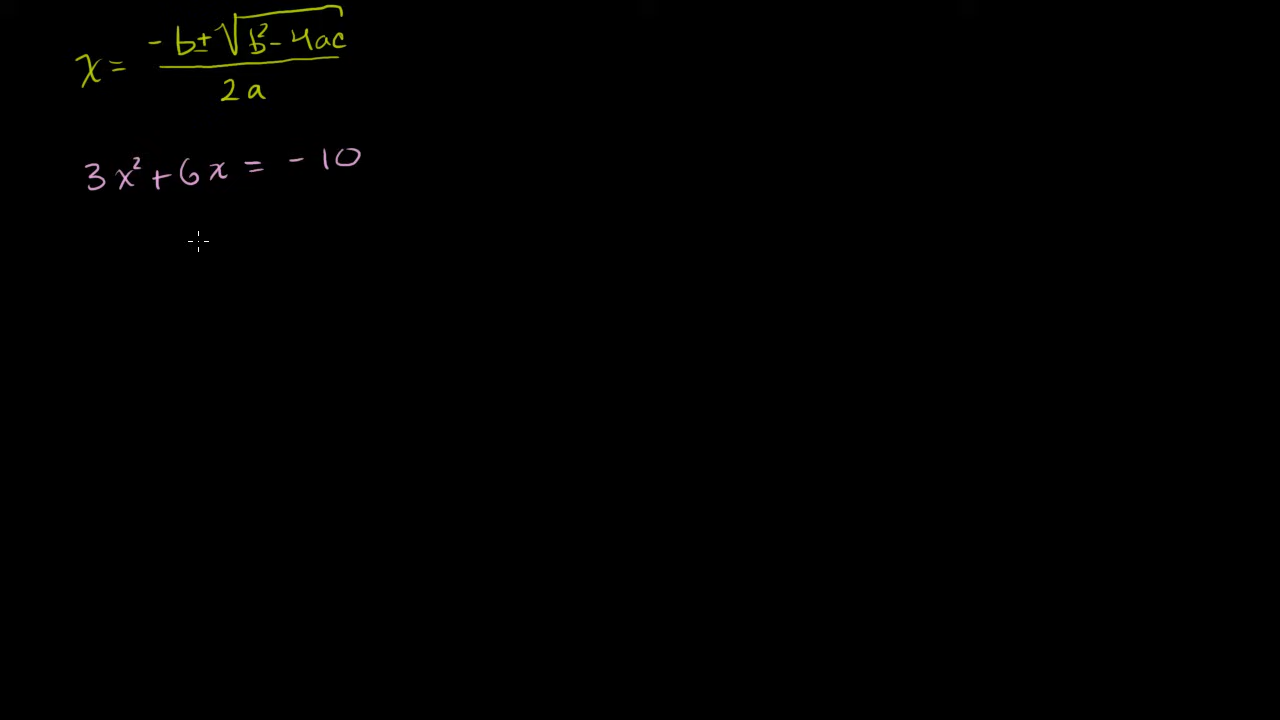 x = -b ± √(b² - 4ac) / 2a
3x² + 6x = -10